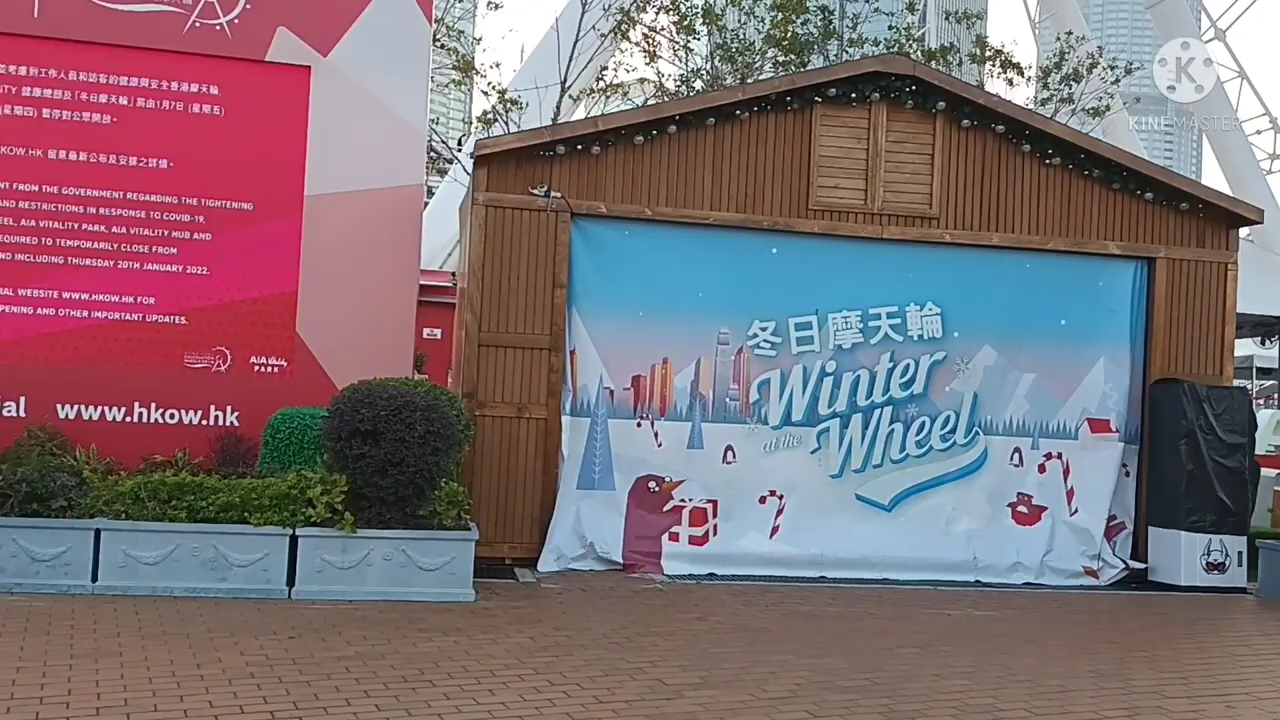 並考慮到工作人員和訪客的健康與安全香港摩天輪,
NTY 健康總部及「冬日摩天輪」將由1月7日 (星期五)
(星期四) 暫停對公眾開放。
KOW.HK 留意最新公布及安排之詳情。
NT FROM THE GOVERNMENT REGARDING THE TIGHTENING
AND RESTRICTIONS IN RESPONSE TO COVID-19,
EEL, AIA VITALITY PARK, AIA VITALITY HUB AND
EQUIRED TO TEMPORARILY CLOSE FROM
ND INCLUDING THURSDAY 20TH JANUARY 2022.
IAL WEBSITE WWW.HKOW.HK FOR
PENING AND OTHER IMPORTANT UPDATES.
AIA Vitality
PARK
ial www.hkow.hk
冬日摩天輪
Winter
at the Wheel
K
KINEMASTER